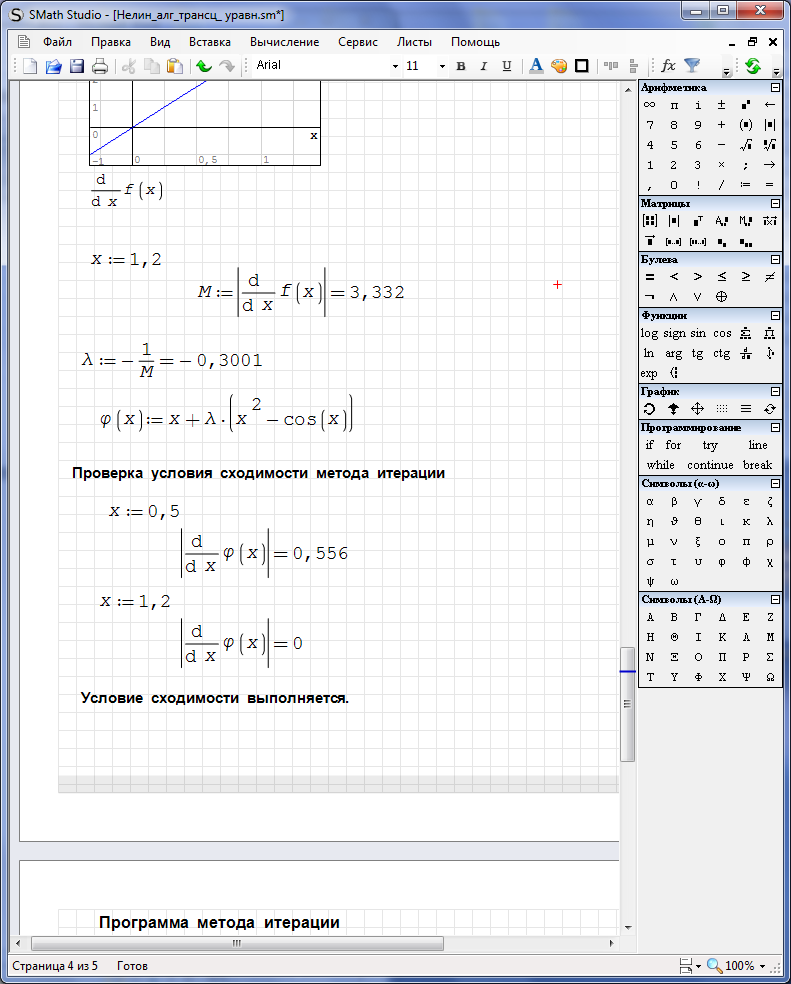 SMath Studio - [Нелин_алг_трансц_ уравн.sm*]
Файл Правка Вид Вставка Вычисление Сервис Листы Помощь
Arial 11 B I U A fx
1
0
-1 0 0,5 1 x
d/d x f(x)
x:=1,2
M:=|d/d x f(x)|=3,332
λ:=-1/M=-0,3001
φ(x):=x+λ·(x^2-cos(x))
Проверка условия сходимости метода итерации
x:=0,5
|d/d x φ(x)|=0,556
x:=1,2
|d/d x φ(x)|=0
Условие сходимости выполняется.
Программа метода итерации
Арифметика
∞ π i ± ←
7 8 9 + (▪) |▪|
4 5 6 − √ ▪√
1 2 3 × ; →
, 0 ! / := =
Матрицы
Булева
= < > ≤ ≥ ≠
¬ ∧ ∨ ⊕
Функции
log sign sin cos
ln arg tg ctg
exp
График
Программирование
if for try line
while continue break
Символы (α-ω)
α β γ δ ε ζ
η ϑ θ ι κ λ
μ ν ξ ο π ρ
σ τ υ φ ϕ χ
ψ ω
Символы (Α-Ω)
Α Β Γ Δ Ε Ζ
Η Θ Ι Κ Λ Μ
Ν Ξ Ο Π Ρ Σ
Τ Υ Φ Χ Ψ Ω
Страница 4 из 5 Готов 100%